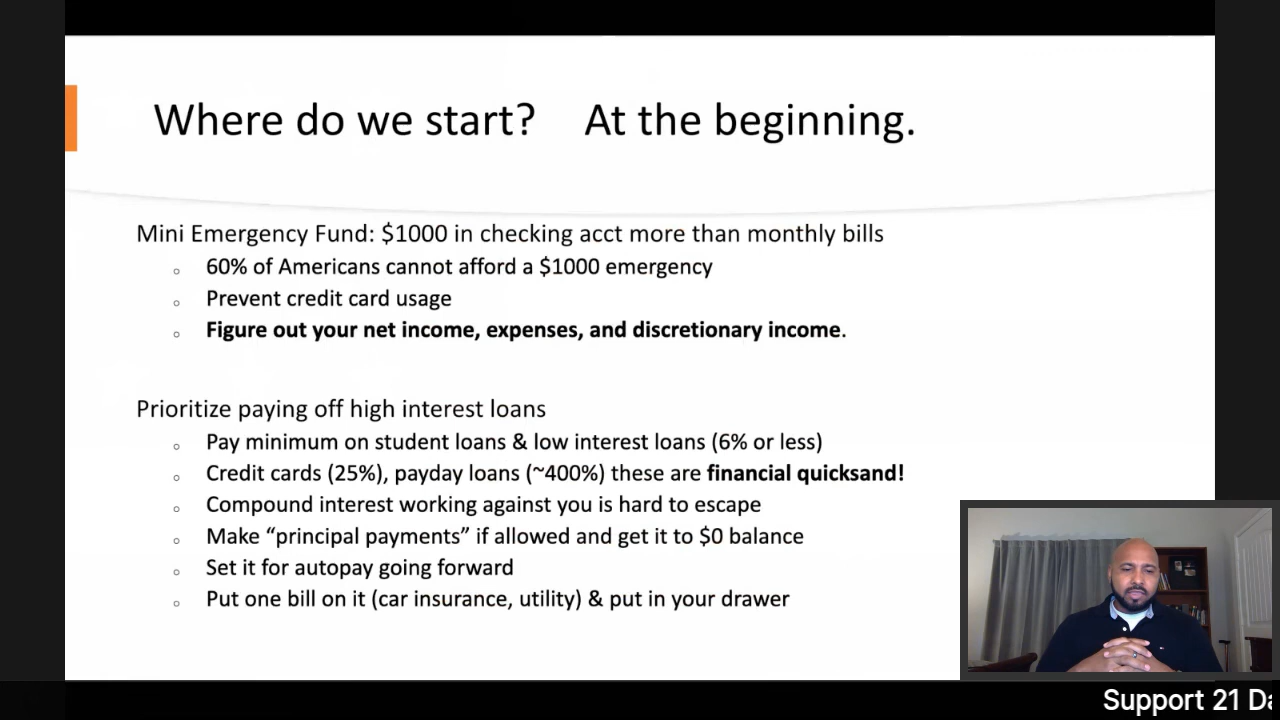 Where do we start? At the beginning.
Mini Emergency Fund: $1000 in checking acct more than monthly bills
60% of Americans cannot afford a $1000 emergency
Prevent credit card usage
Figure out your net income, expenses, and discretionary income.
Prioritize paying off high interest loans
Pay minimum on student loans & low interest loans (6% or less)
Credit cards (25%), payday loans (~400%) these are financial quicksand!
Compound interest working against you is hard to escape
Make “principal payments” if allowed and get it to $0 balance
Set it for autopay going forward
Put one bill on it (car insurance, utility) & put in your drawer
Support 21 Da